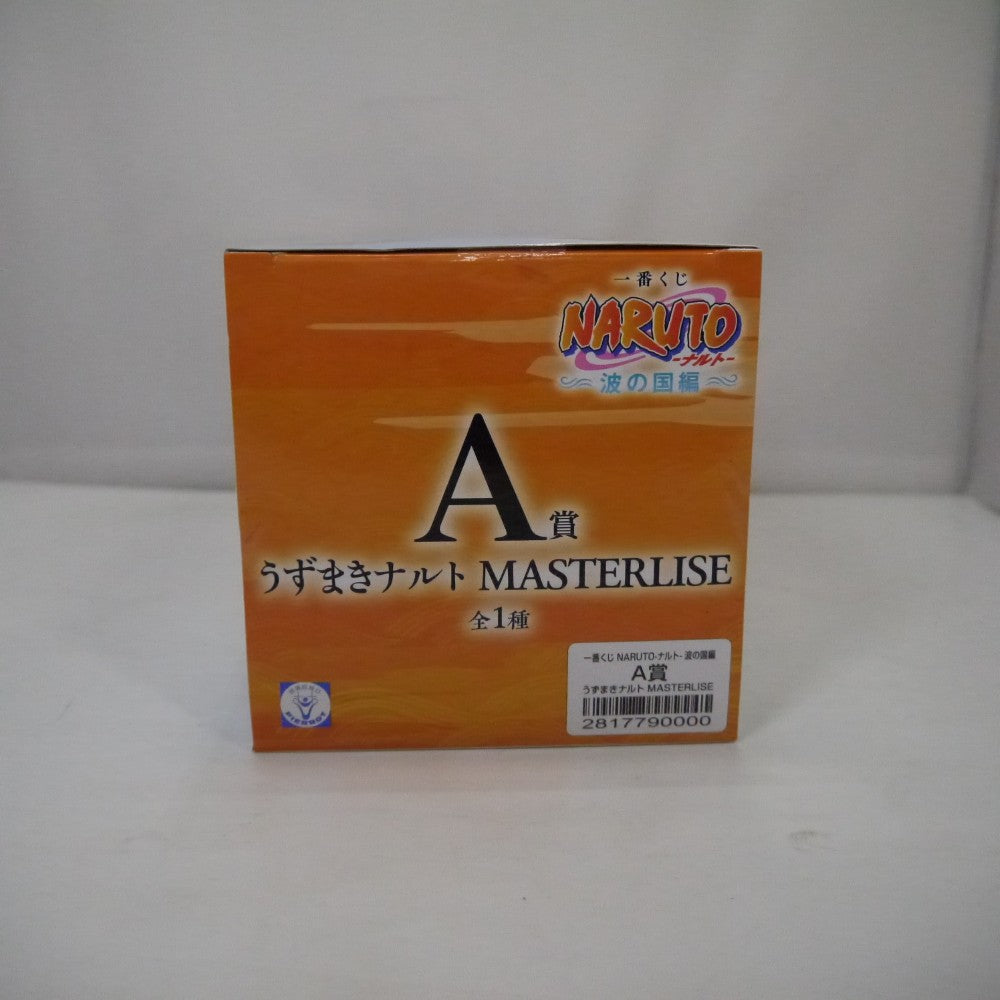 一番くじ
NARUTO
-ナルト-
波の国編
A賞
うずまきナルト MASTERLISE
全1種
一番くじ NARUTO-ナルト- 波の国編
A賞
うずまきナルト MASTERLISE
2817790000
PIERROT